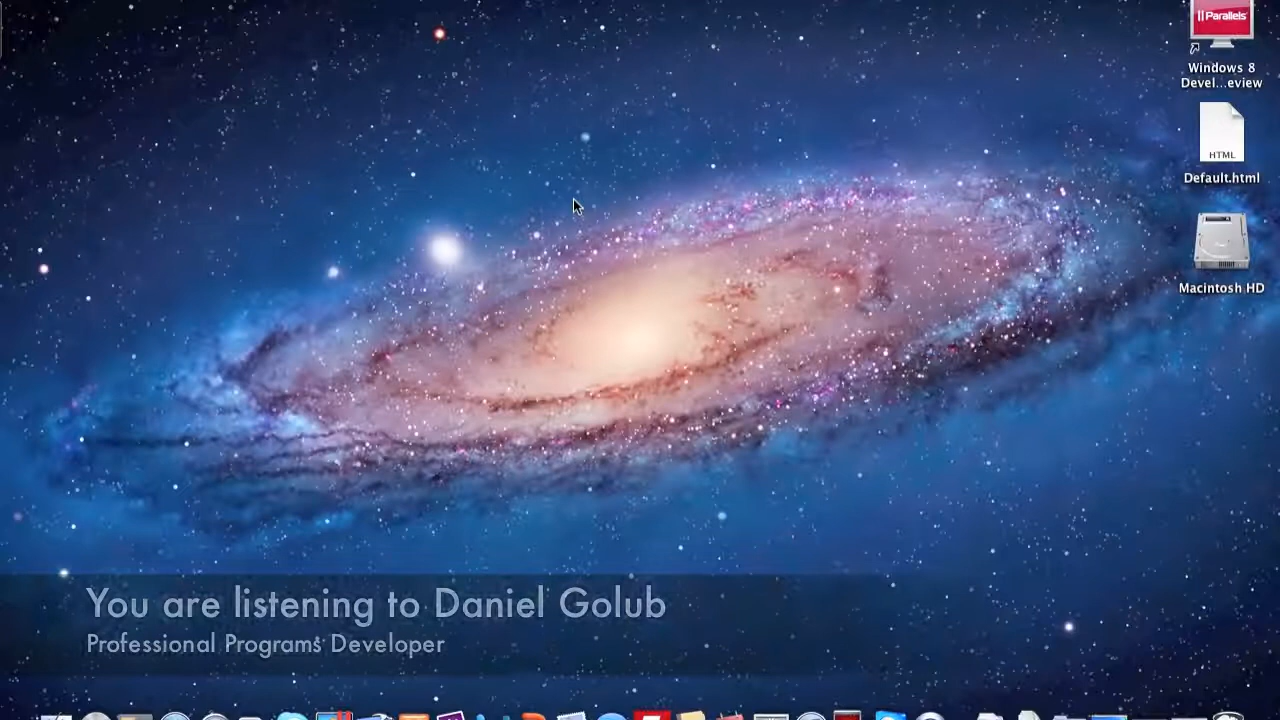 Parallels
Windows 8
Devel...eview
HTML
Default.html
Macintosh HD
You are listening to Daniel Golub
Professional Programs Developer